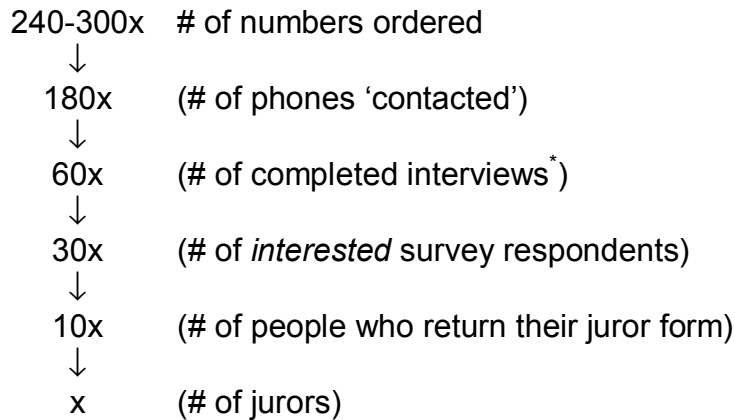 240-300x # of numbers ordered
↓
180x (# of phones ‘contacted’)
↓
60x (# of completed interviews*)
↓
30x (# of interested survey respondents)
↓
10x (# of people who return their juror form)
↓
x (# of jurors)